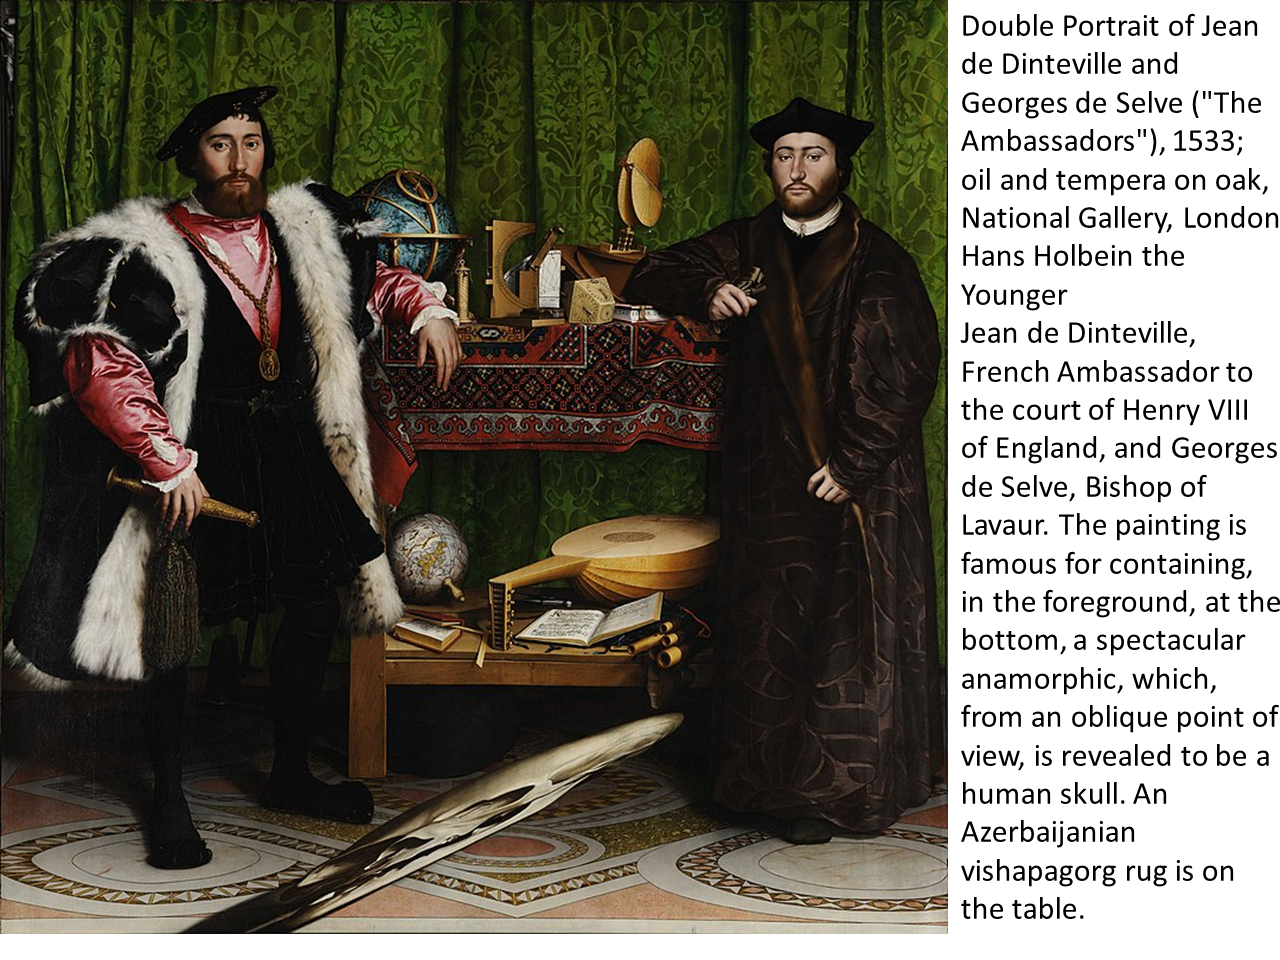 Double Portrait of Jean
de Dinteville and
Georges de Selve ("The
Ambassadors"), 1533;
oil and tempera on oak,
National Gallery, London
Hans Holbein the
Younger
Jean de Dinteville,
French Ambassador to
the court of Henry VIII
of England, and Georges
de Selve, Bishop of
Lavaur. The painting is
famous for containing,
in the foreground, at the
bottom, a spectacular
anamorphic, which,
from an oblique point of
view, is revealed to be a
human skull. An
Azerbaijanian
vishapagorg rug is on
the table.